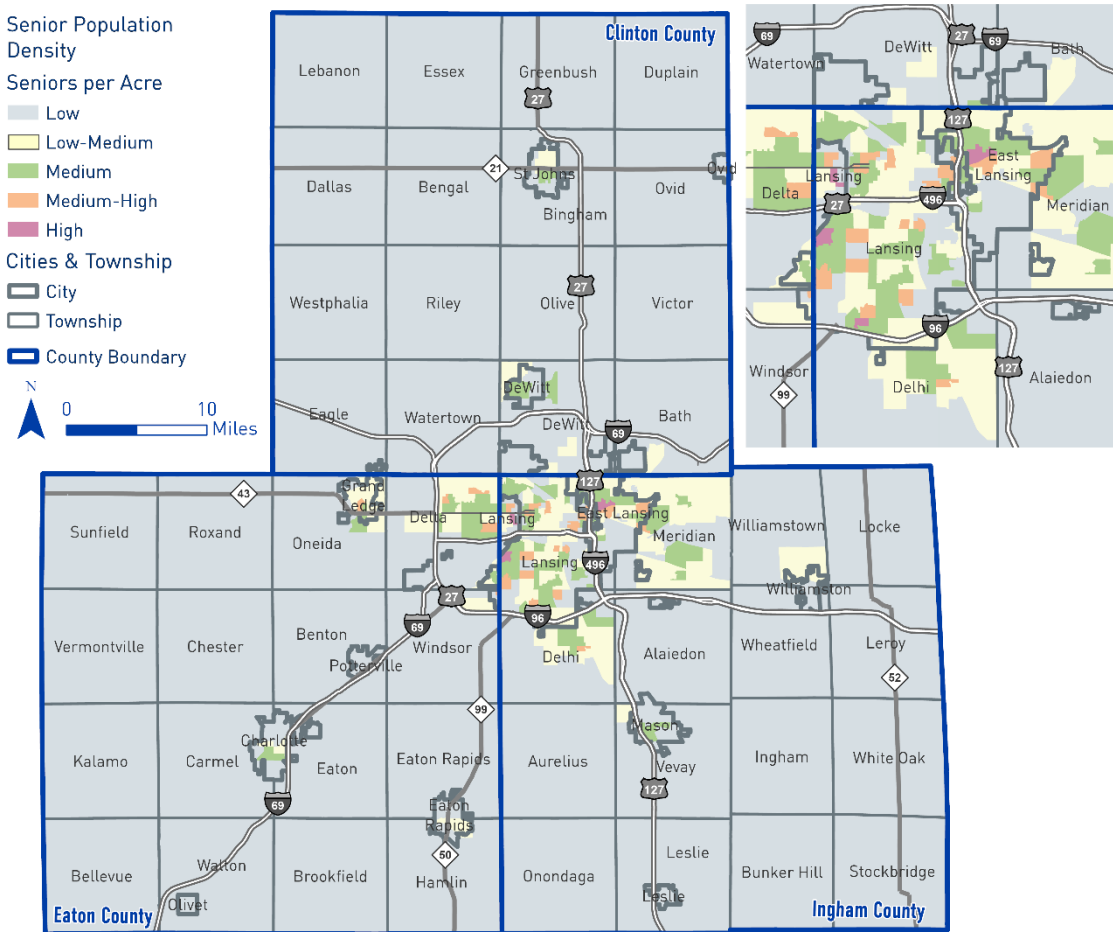 Senior Population
Density
Seniors per Acre
Low
Low-Medium
Medium
Medium-High
High
Cities & Township
City
Township
County Boundary
N
0 10
Miles
Clinton County
Lebanon Essex Greenbush Duplain
27
21
St Johns
Ovid
Dallas Bengal Ovid
Bingham
27
Westphalia Riley Olive Victor
DeWitt
Eagle Watertown DeWitt Bath
69
127
43
Grand
Ledge
Sunfield Roxand Oneida Delta Lansing East Lansing Meridian Williamstown Locke
Lansing
496
Williamston
27
96
69
Vermontville Chester Benton Windsor Delhi Alaiedon Wheatfield Leroy
Potterville
52
99
Mason
Charlotte
Kalamo Carmel Eaton Eaton Rapids Aurelius Vevay Ingham White Oak
127
69
Eaton
Rapids
50
Bellevue Walton Brookfield Hamlin Onondaga Leslie Bunker Hill Stockbridge
Olivet
Leslie
Eaton County
Ingham County
69
27
69
DeWitt
Bath
Watertown
127
East
Lansing
Lansing
Delta
27
496
Meridian
Lansing
96
Windsor
127
Delhi
Alaiedon
99